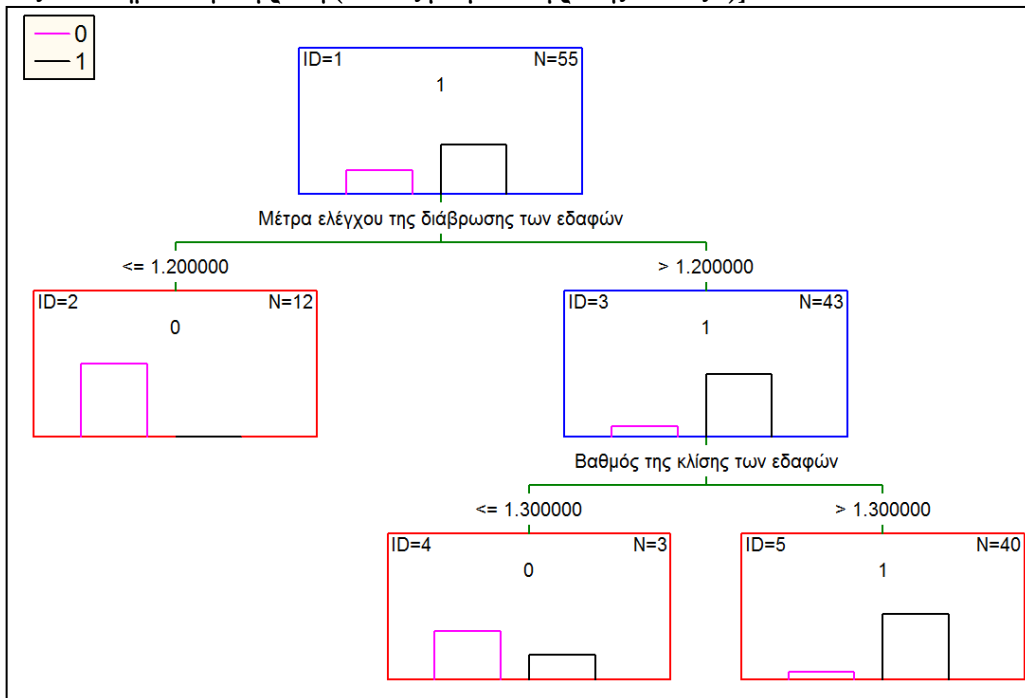 0
1
ID=1 N=55
1
Μέτρα ελέγχου της διάβρωσης των εδαφών
<= 1.200000 > 1.200000
ID=2 N=12
0
ID=3 N=43
1
Βαθμός της κλίσης των εδαφών
<= 1.300000 > 1.300000
ID=4 N=3
0
ID=5 N=40
1